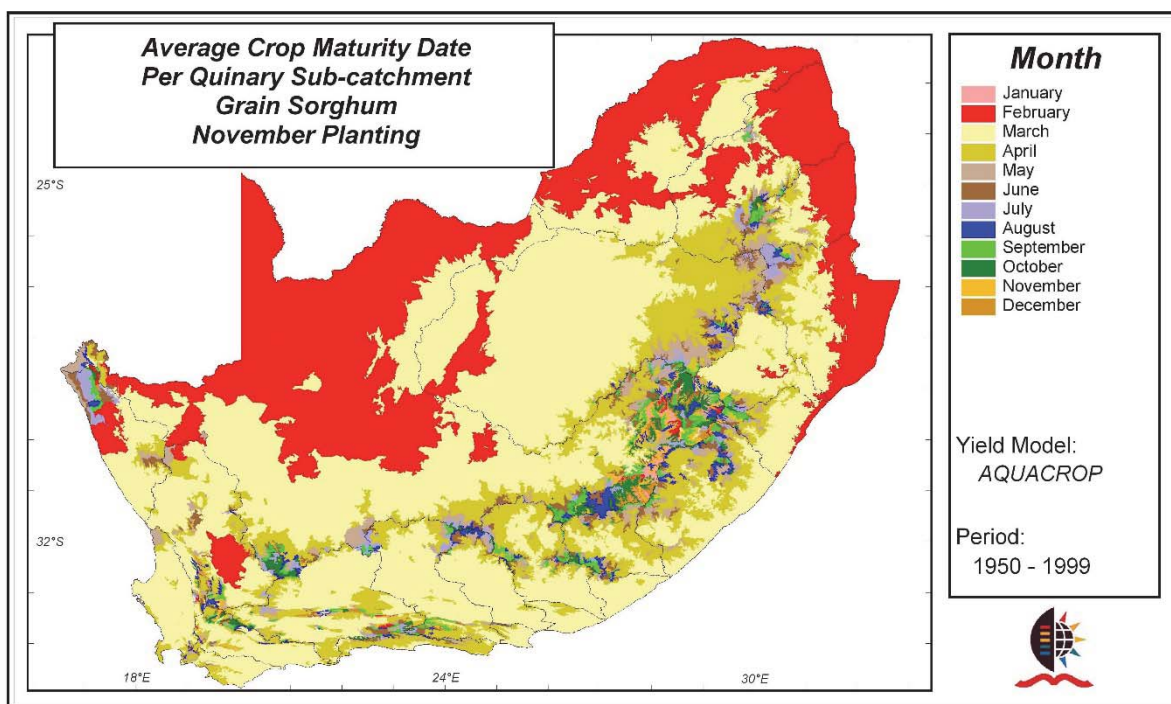 Average Crop Maturity Date
Per Quinary Sub-catchment
Grain Sorghum
November Planting
Month
January
February
March
April
May
June
July
August
September
October
November
December
25°S
Yield Model:
AQUACROP
32°S
Period:
1950 - 1999
18°E
24°E
30°E